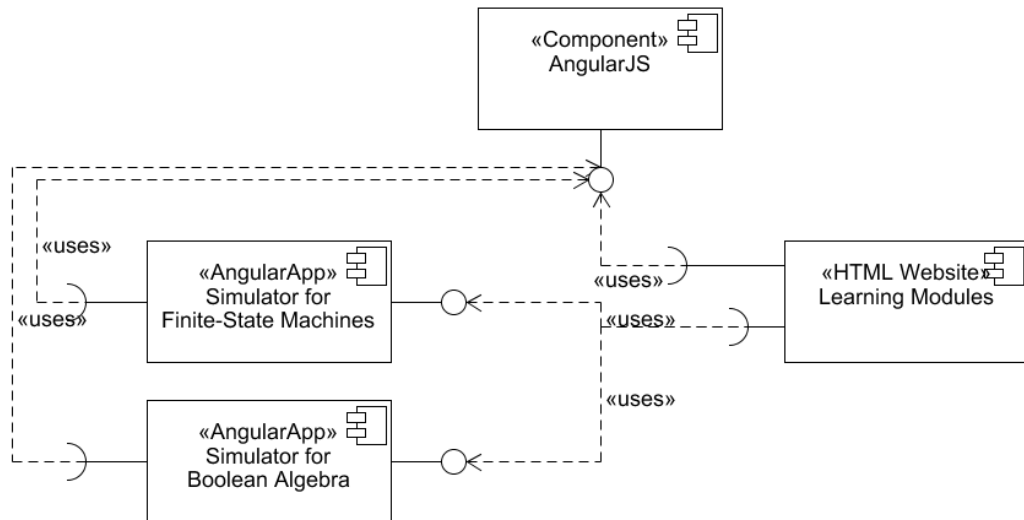 «Component»
AngularJS
«uses»
«AngularApp»
Simulator for
Finite-State Machines
«uses»
«uses»
«HTML Website»
Learning Modules
«uses»
«uses»
«AngularApp»
Simulator for
Boolean Algebra